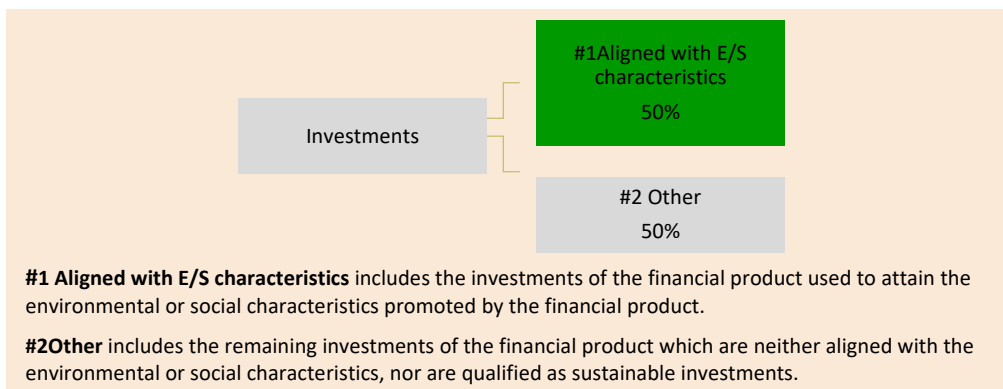 #1Aligned with E/S
characteristics
50%
Investments
#2 Other
50%
#1 Aligned with E/S characteristics includes the investments of the financial product used to attain the
environmental or social characteristics promoted by the financial product.
#2Other includes the remaining investments of the financial product which are neither aligned with the
environmental or social characteristics, nor are qualified as sustainable investments.